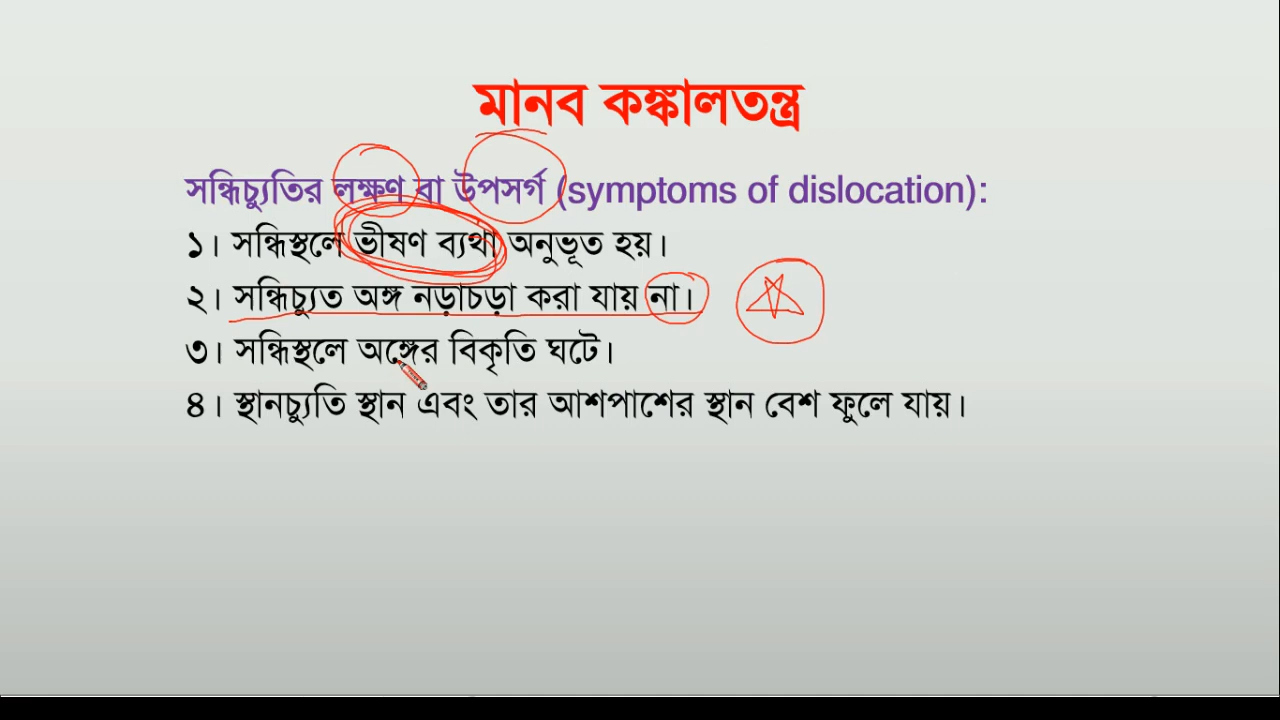 মানব কঙ্কালতন্ত্র
সন্ধিচ্যুতির লক্ষণ বা উপসর্গ (symptoms of dislocation):
১। সন্ধিস্থলে ভীষণ ব্যথা অনুভূত হয়।
২। সন্ধিচ্যুত অঙ্গ নড়াচড়া করা যায় না।
৩। সন্ধিস্থলে অঙ্গের বিকৃতি ঘটে।
৪। স্থানচ্যুতি স্থান এবং তার আশপাশের স্থান বেশ ফুলে যায়।